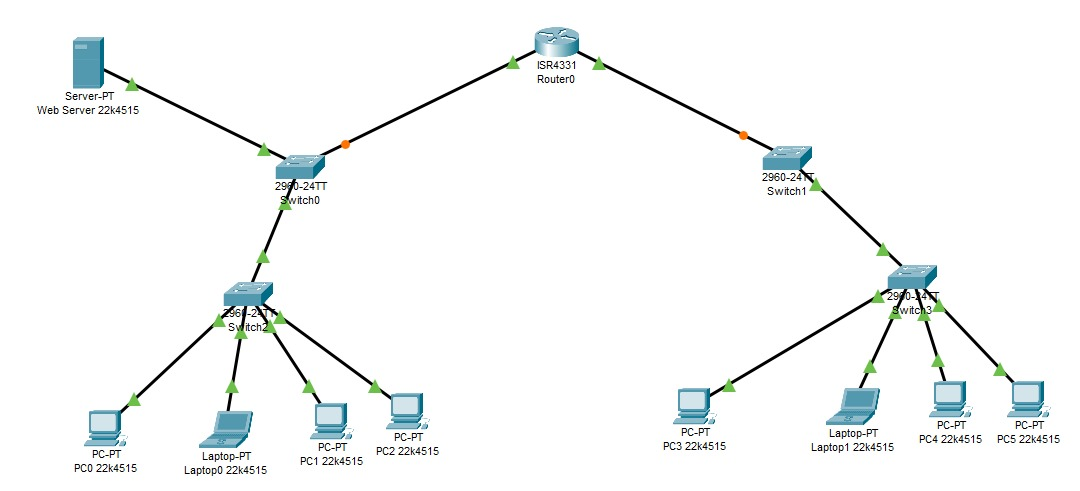 ISR4331
Router0
Server-PT
Web Server 22k4515
2960-24TT
Switch0
2960-24TT
Switch1
2960-24TT
Switch2
2960-24TT
Switch3
PC-PT
PC0 22k4515
Laptop-PT
Laptop0 22k4515
PC-PT
PC1 22k4515
PC-PT
PC2 22k4515
PC-PT
PC3 22k4515
Laptop-PT
Laptop1 22k4515
PC-PT
PC4 22k4515
PC-PT
PC5 22k4515